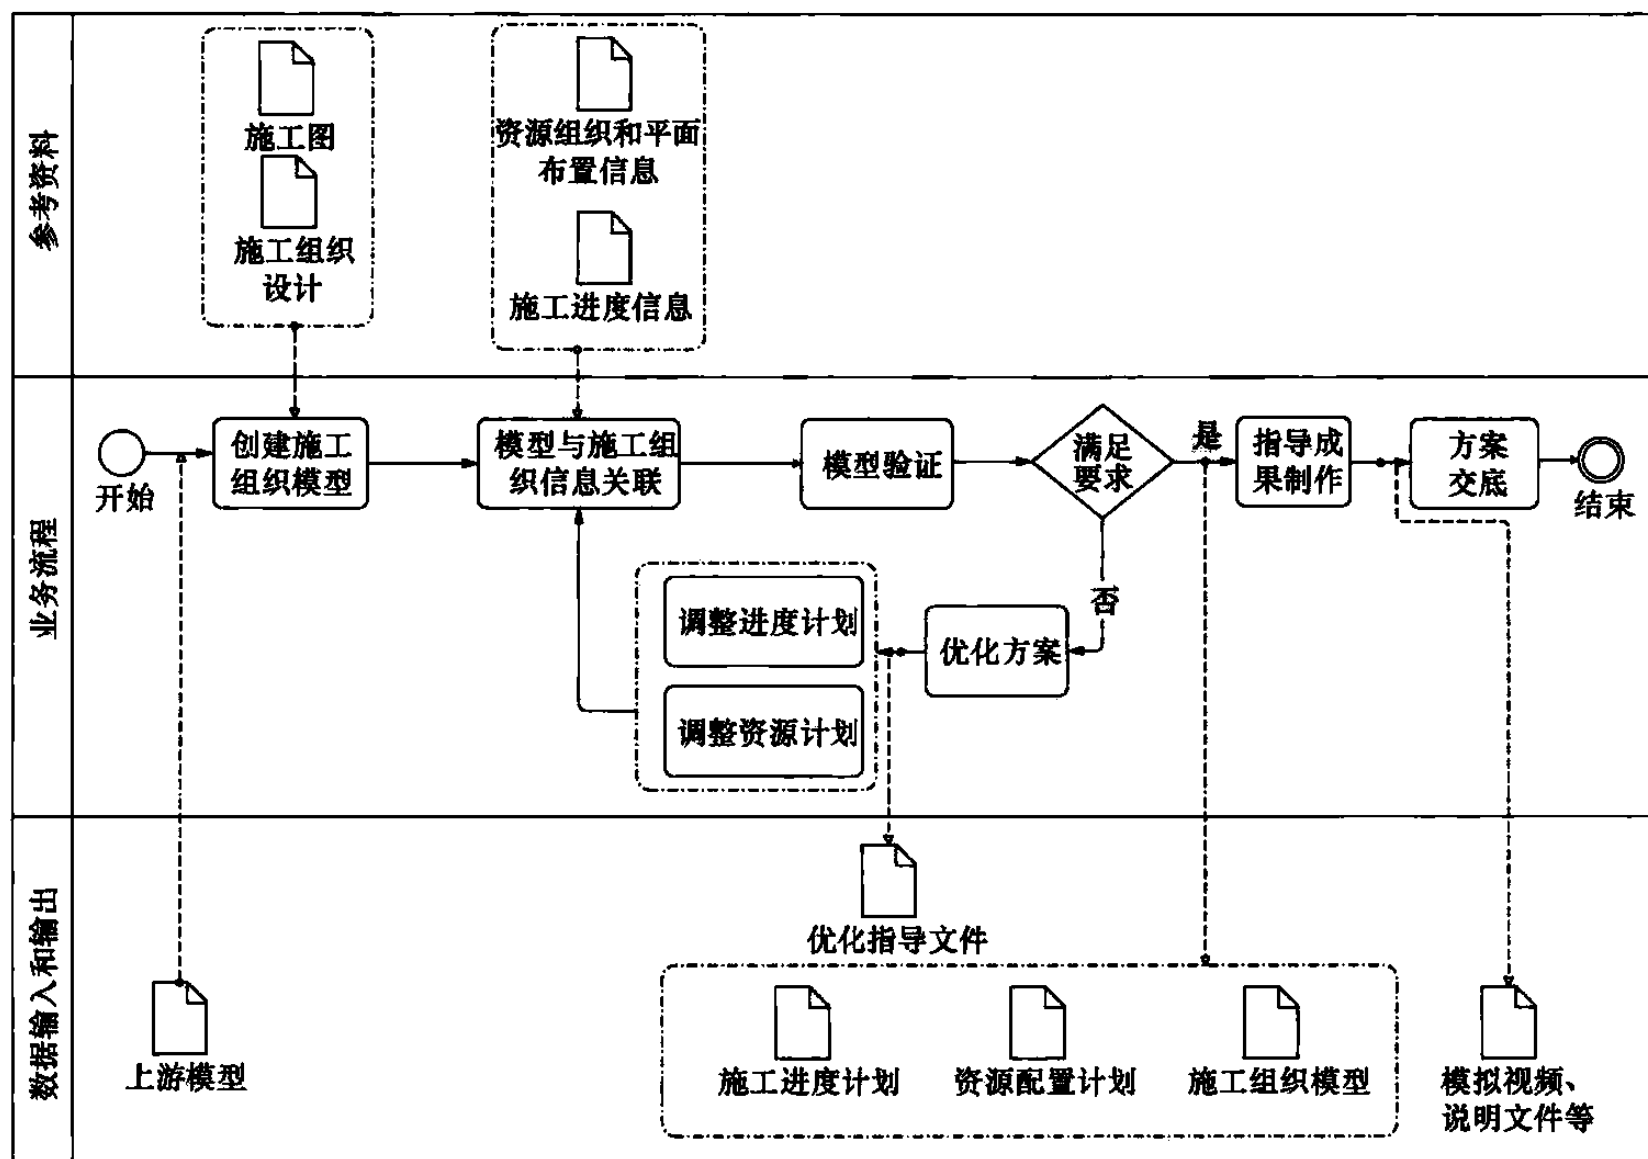 参考资料
施工图
施工组织
设计
资源组织和平面
布置信息
施工进度信息
业务流程
开始
创建施工
组织模型
模型与施工组
织信息关联
模型验证
满足
要求
是
指导成
果制作
方案
交底
结束
否
优化方案
调整进度计划
调整资源计划
数据输入和输出
上游模型
优化指导文件
施工进度计划
资源配置计划
施工组织模型
模拟视频、
说明文件等